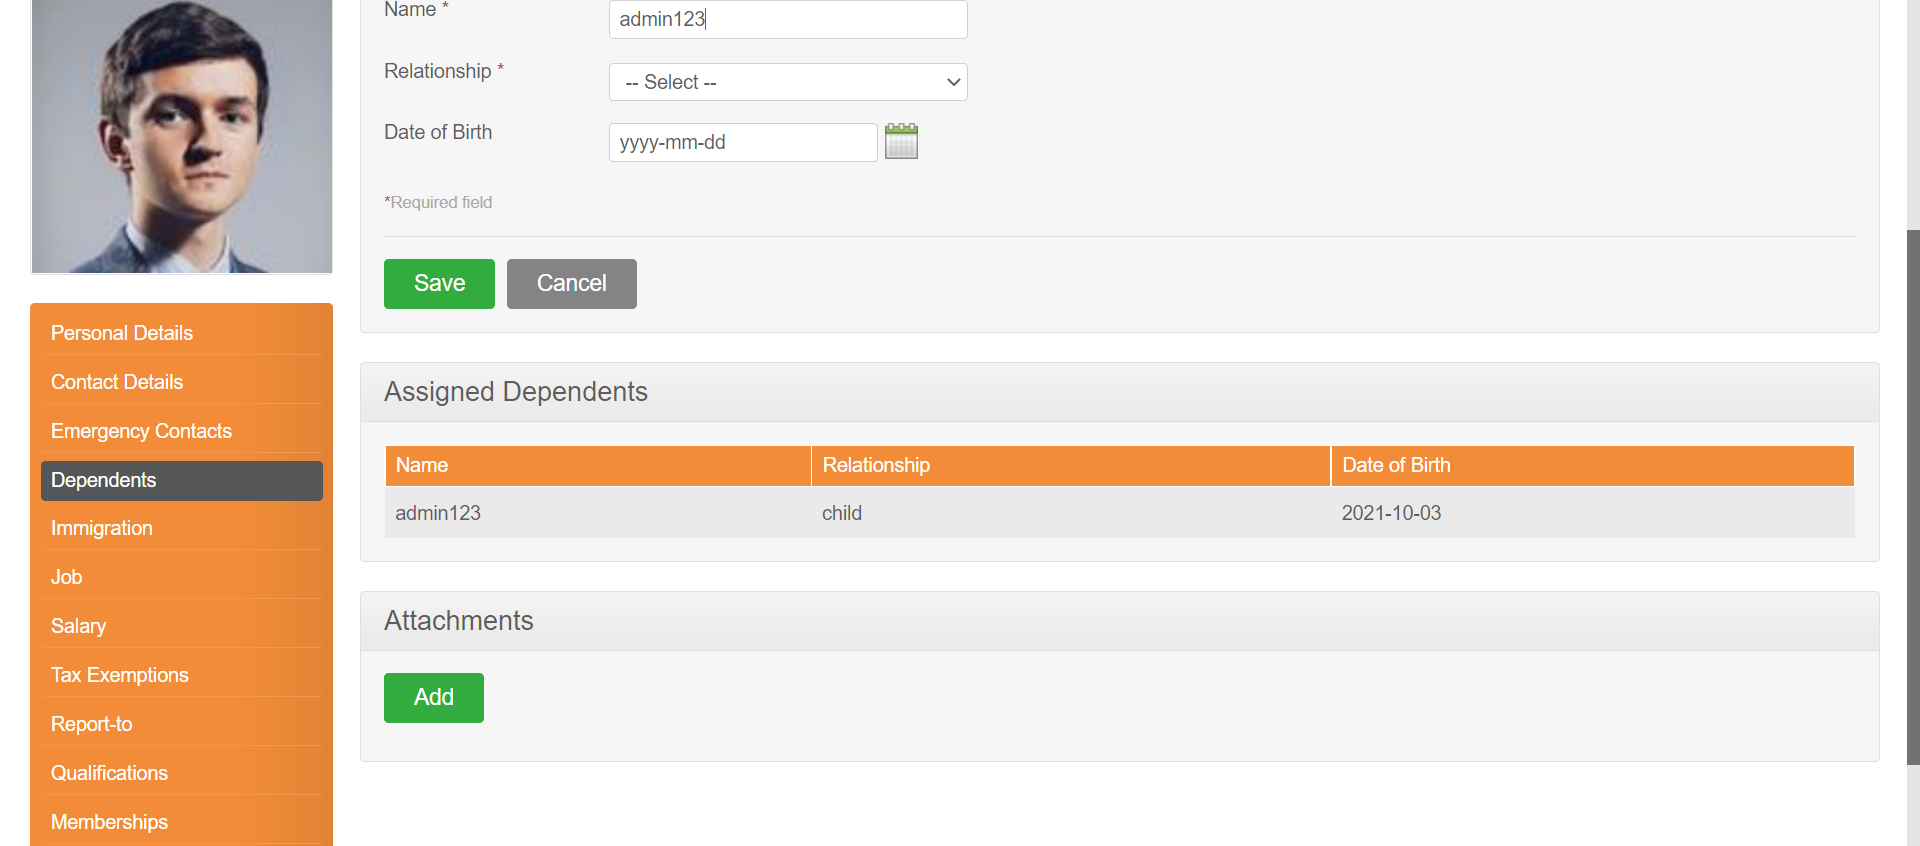 Name *
admin123
Relationship *
-- Select --
Date of Birth
yyyy-mm-dd
*Required field
Save
Cancel
Personal Details
Contact Details
Emergency Contacts
Dependents
Immigration
Job
Salary
Tax Exemptions
Report-to
Qualifications
Memberships
Assigned Dependents
Name Relationship Date of Birth
admin123 child 2021-10-03
Attachments
Add